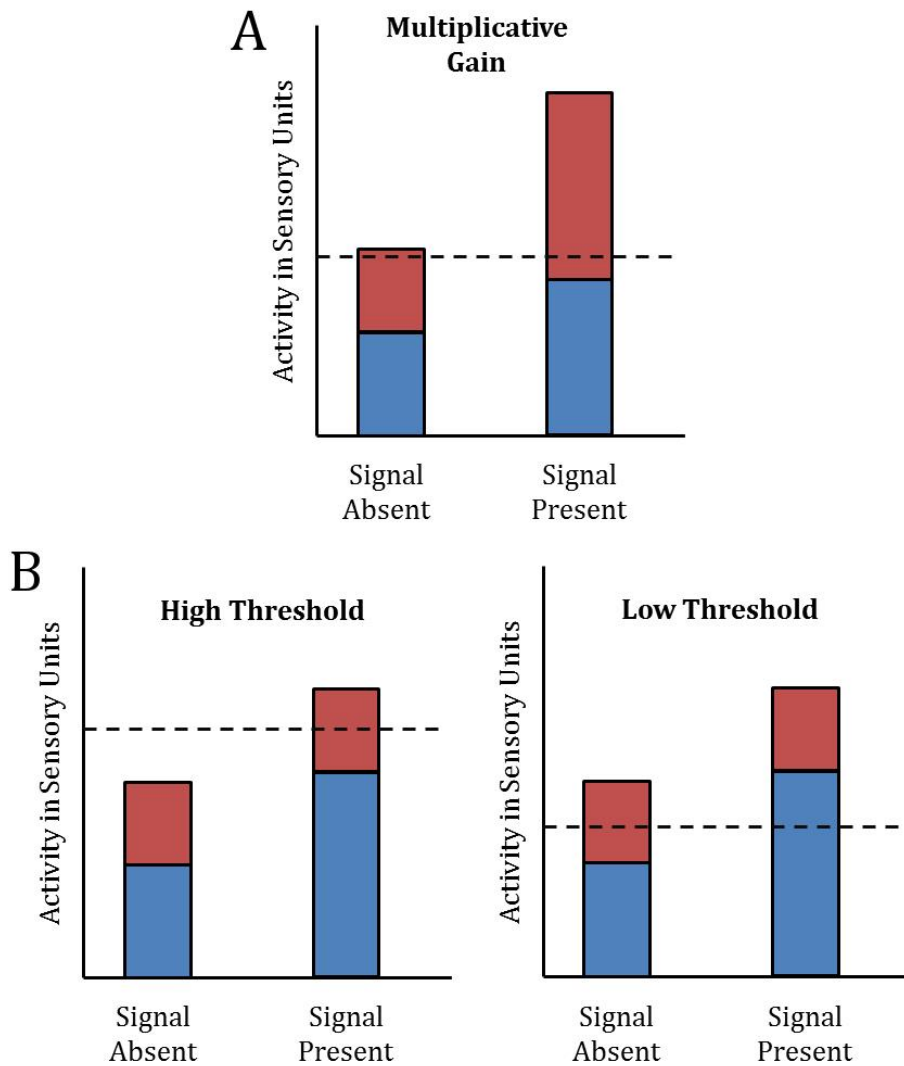 A
Multiplicative
Gain
Activity in Sensory Units
Signal
Absent
Signal
Present
B
High Threshold
Activity in Sensory Units
Signal
Absent
Signal
Present
Low Threshold
Activity in Sensory Units
Signal
Absent
Signal
Present